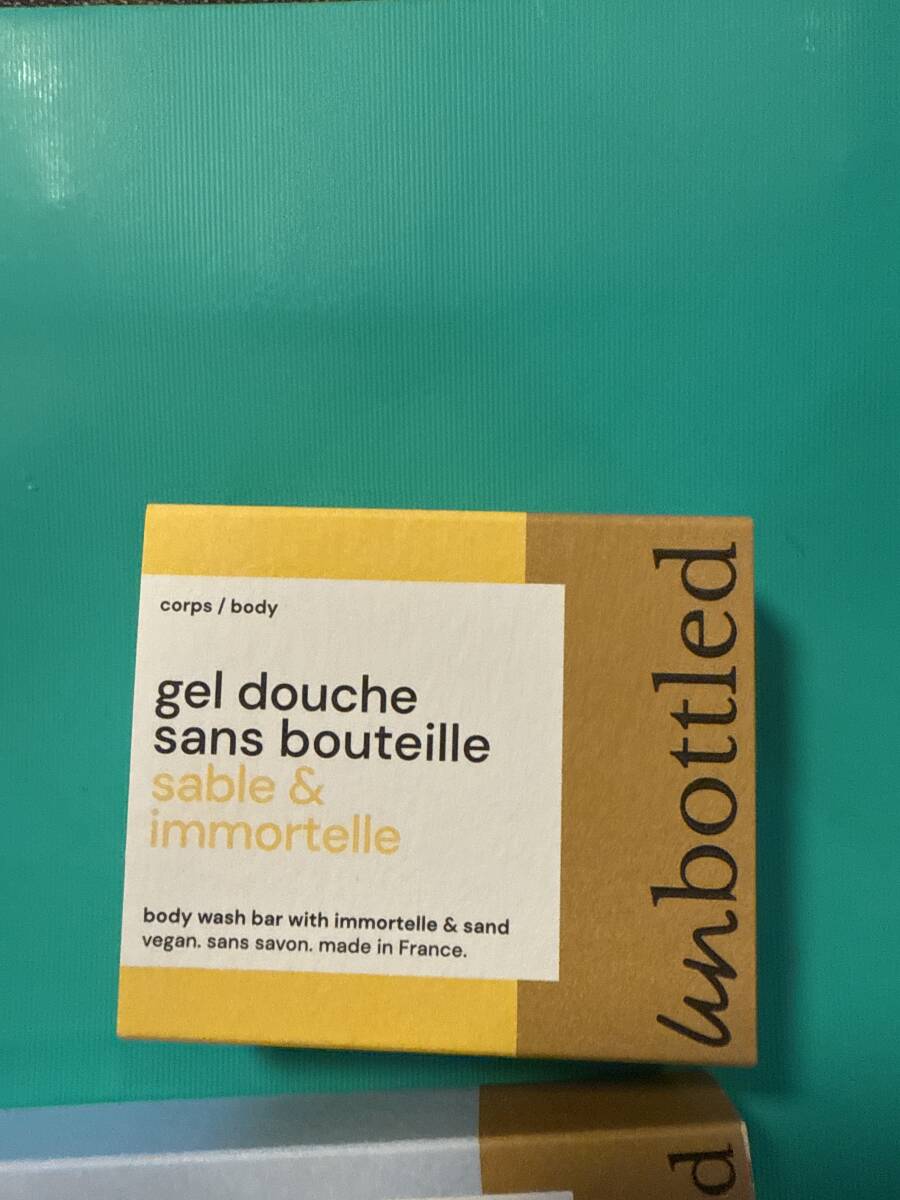 corps / body
gel douche
sans bouteille
sable &
immortelle
body wash bar with immortelle & sand
vegan. sans savon. made in France.
unbottled
d